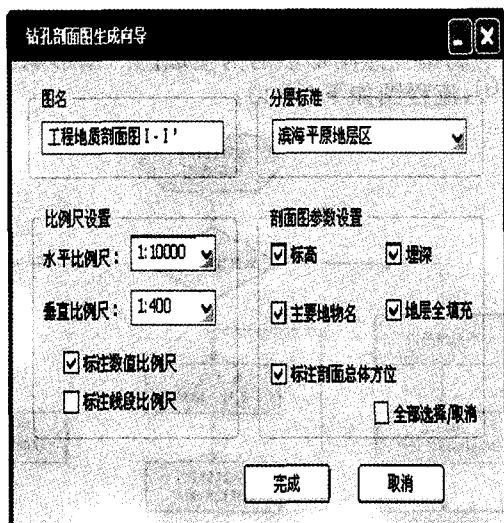 钻孔剖面图生成向导
图名
工程地质剖面图I-I'
分层标准
滨海平原地层区
比例尺设置
水平比例尺: 1:10000
垂直比例尺: 1:400
标注数值比例尺
标注线段比例尺
剖面图参数设置
标高 埋深
主要地物名 地层全填充
标注剖面总体方位
全部选择/取消
完成 取消